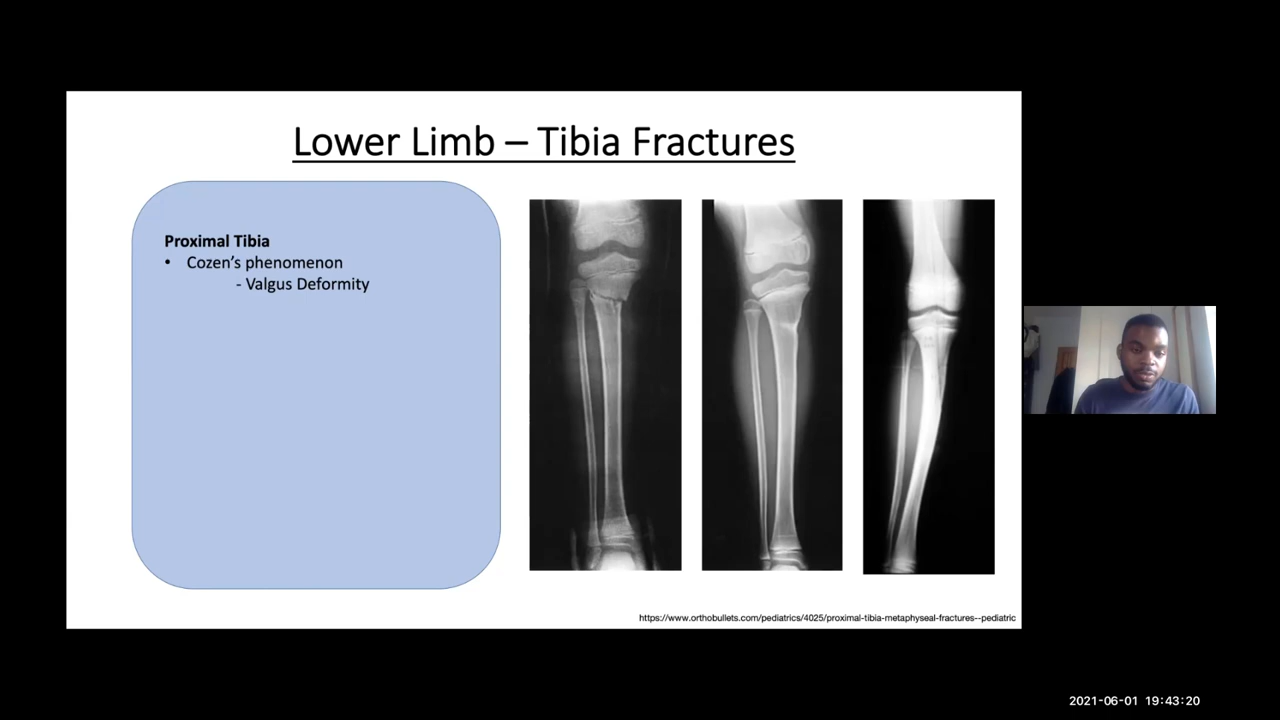 Lower Limb – Tibia Fractures
Proximal Tibia
• Cozen’s phenomenon
- Valgus Deformity
https://www.orthobullets.com/pediatrics/4025/proximal-tibia-metaphyseal-fractures--pediatric
2021-06-01 19:43:20